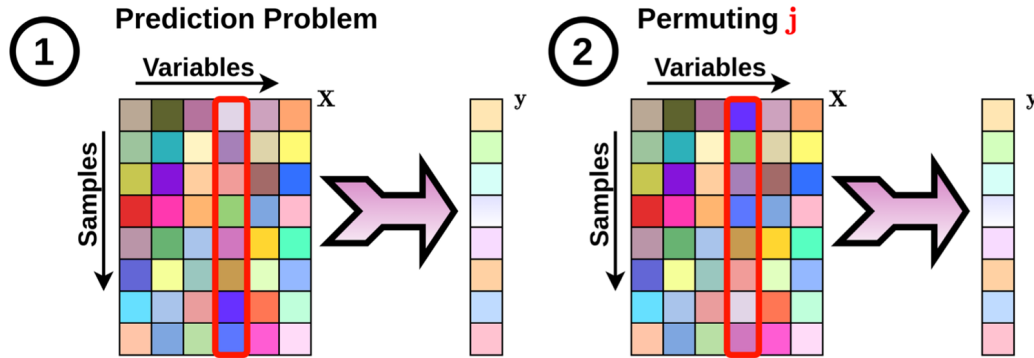 1
Prediction Problem
Variables
X
y
Samples
2
Permuting j
Variables
X
y
Samples